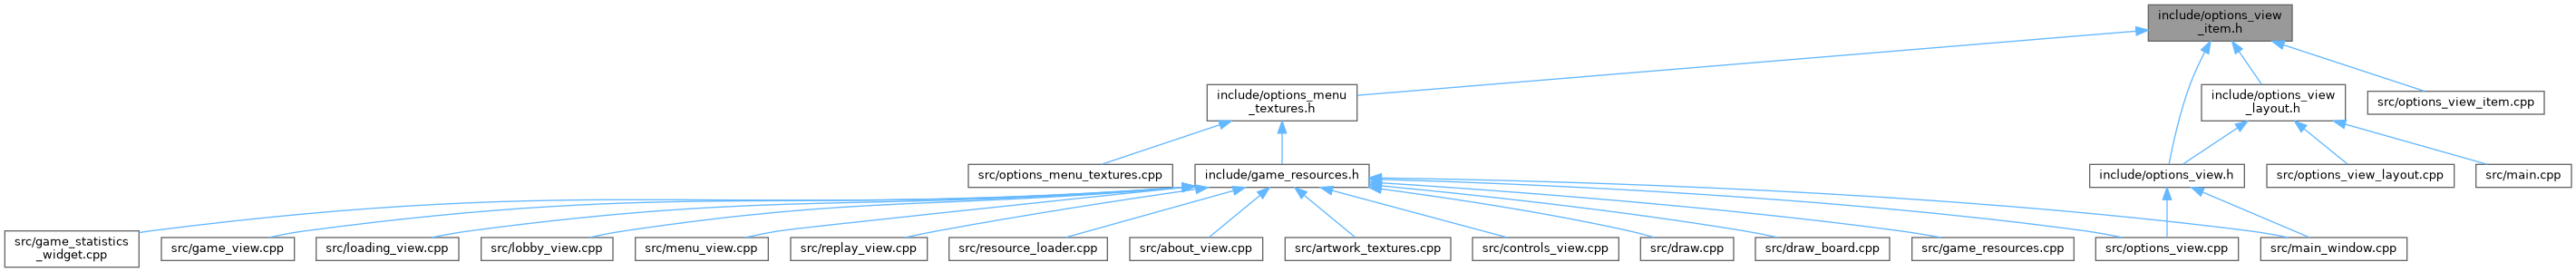 include/options_view
_item.h
include/options_menu
_textures.h
include/options_view
_layout.h
src/options_view_item.cpp
src/options_menu_textures.cpp
include/game_resources.h
include/options_view.h
src/options_view_layout.cpp
src/main.cpp
src/game_statistics
_widget.cpp
src/game_view.cpp
src/loading_view.cpp
src/lobby_view.cpp
src/menu_view.cpp
src/replay_view.cpp
src/resource_loader.cpp
src/about_view.cpp
src/artwork_textures.cpp
src/controls_view.cpp
src/draw.cpp
src/draw_board.cpp
src/game_resources.cpp
src/options_view.cpp
src/main_window.cpp